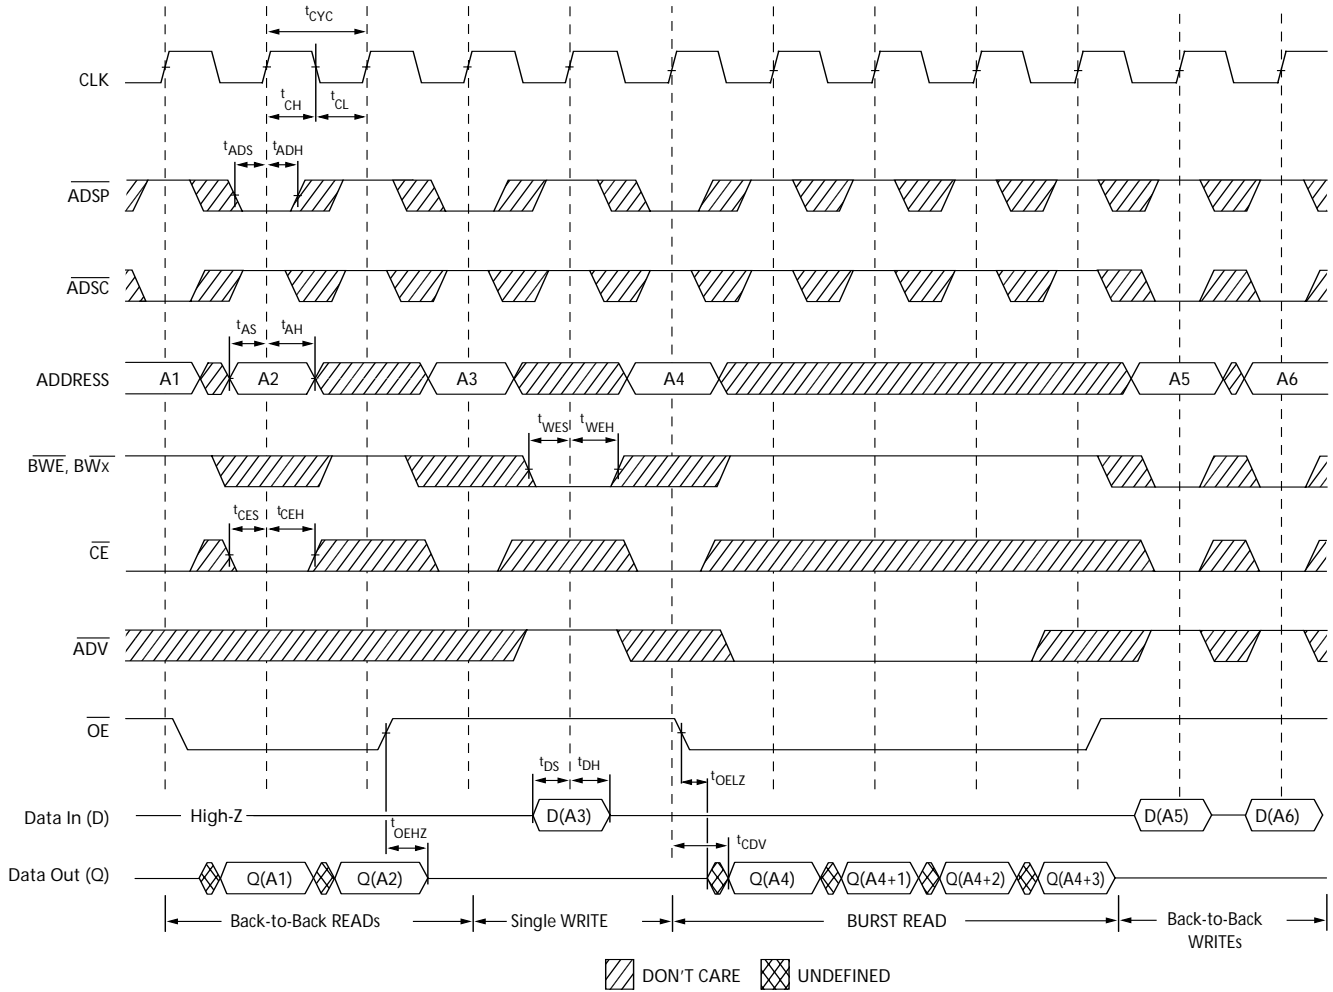 tCYC
CLK
tCH
tCL
tADS
tADH
ADSP
ADSC
tAS
tAH
ADDRESS
A1
A2
A3
A4
A5
A6
tWES
tWEH
BWE, BWx
tCES
tCEH
CE
ADV
OE
tDS
tDH
tOELZ
Data In (D)
High-Z
D(A3)
D(A5)
D(A6)
tOEHZ
tCDV
Data Out (Q)
Q(A1)
Q(A2)
Q(A4)
Q(A4+1)
Q(A4+2)
Q(A4+3)
Back-to-Back READs
Single WRITE
BURST READ
Back-to-Back
WRITEs
DON'T CARE
UNDEFINED